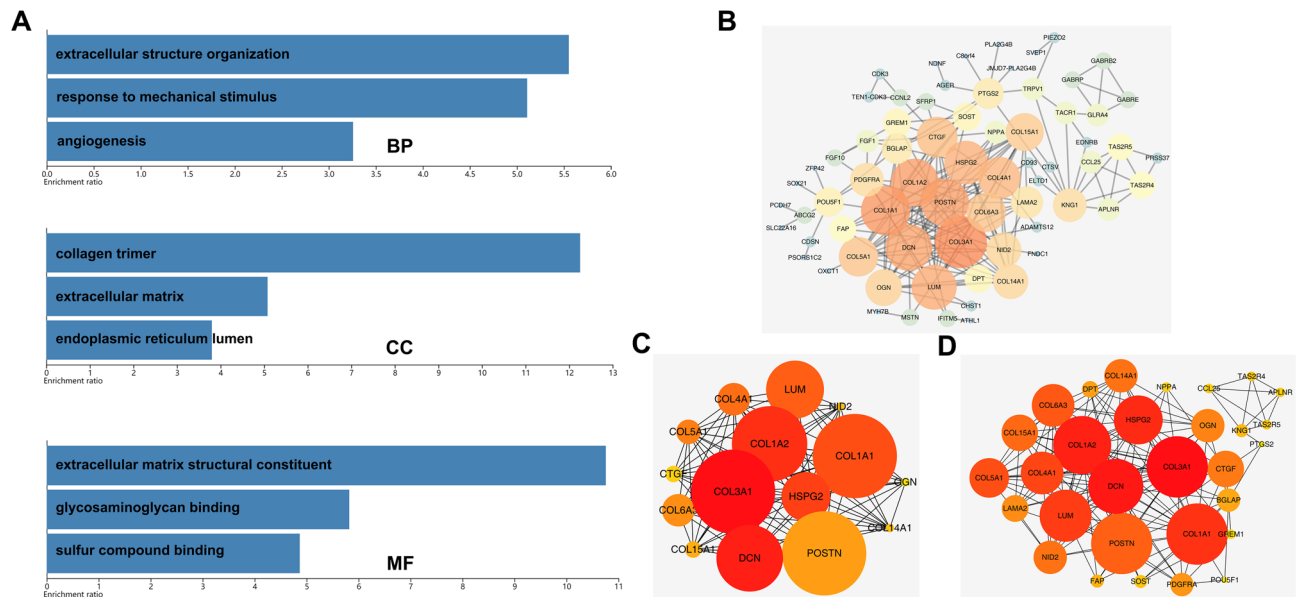 A
extracellular structure organization
response to mechanical stimulus
angiogenesis
BP
0.0 0.5 1.0 1.5 2.0 2.5 3.0 3.5 4.0 4.5 5.0 5.5 6.0
Enrichment ratio
collagen trimer
extracellular matrix
endoplasmic reticulum lumen
CC
0 1 2 3 4 5 6 7 8 9 10 11 12 13
Enrichment ratio
extracellular matrix structural constituent
glycosaminoglycan binding
sulfur compound binding
MF
0 1 2 3 4 5 6 7 8 9 10 11
Enrichment ratio
B
PIEZO2
PLA2G4B
SVEP1
C8orf4
NDNF
JMJD7-PLA2G4B
GABRB2
CDK3
AGER
GABRP
TRPV1
PTGS2
TEN1-CDK3
CCNL2
SFRP1
GABRE
TACR1
GLRA4
SOST
GREM1
NPPA
COL15A1
CTGF
FGF1
BGLAP
EDNRB
TAS2R5
FGF10
HSPG2
CD93
CTSV
CCL25
PRSS37
ZFP42
PDGFRA
COL1A2
COL4A1
ELTD1
TAS2R4
SOX21
POU5F1
POSTN
LAMA2
KNG1
APLNR
PCDH7
ABCG2
COL1A1
COL6A3
SLC22A16
FAP
ADAMTS12
CDSN
DCN
COL3A1
NID2
FNDC1
PSORS1C2
COL5A1
OXCT1
DPT
COL14A1
OGN
LUM
CHST1
MYH7B
MSTN
IFITM5
ATHL1
C
LUM
COL4A1
NID2
COL5A1
COL1A2
COL1A1
CTGF
COL3A1
HSPG2
OGN
COL6A3
COL14A1
COL15A1
DCN
POSTN
D
COL14A1
TAS2R4
DPT
NPPA
CCL25
APLNR
COL6A3
HSPG2
OGN
TAS2R5
COL15A1
COL1A2
KNG1
PTGS2
COL5A1
COL4A1
COL3A1
CTGF
DCN
BGLAP
LAMA2
LUM
COL1A1
GREM1
POSTN
NID2
FAP
SOST
PDGFRA
POU5F1